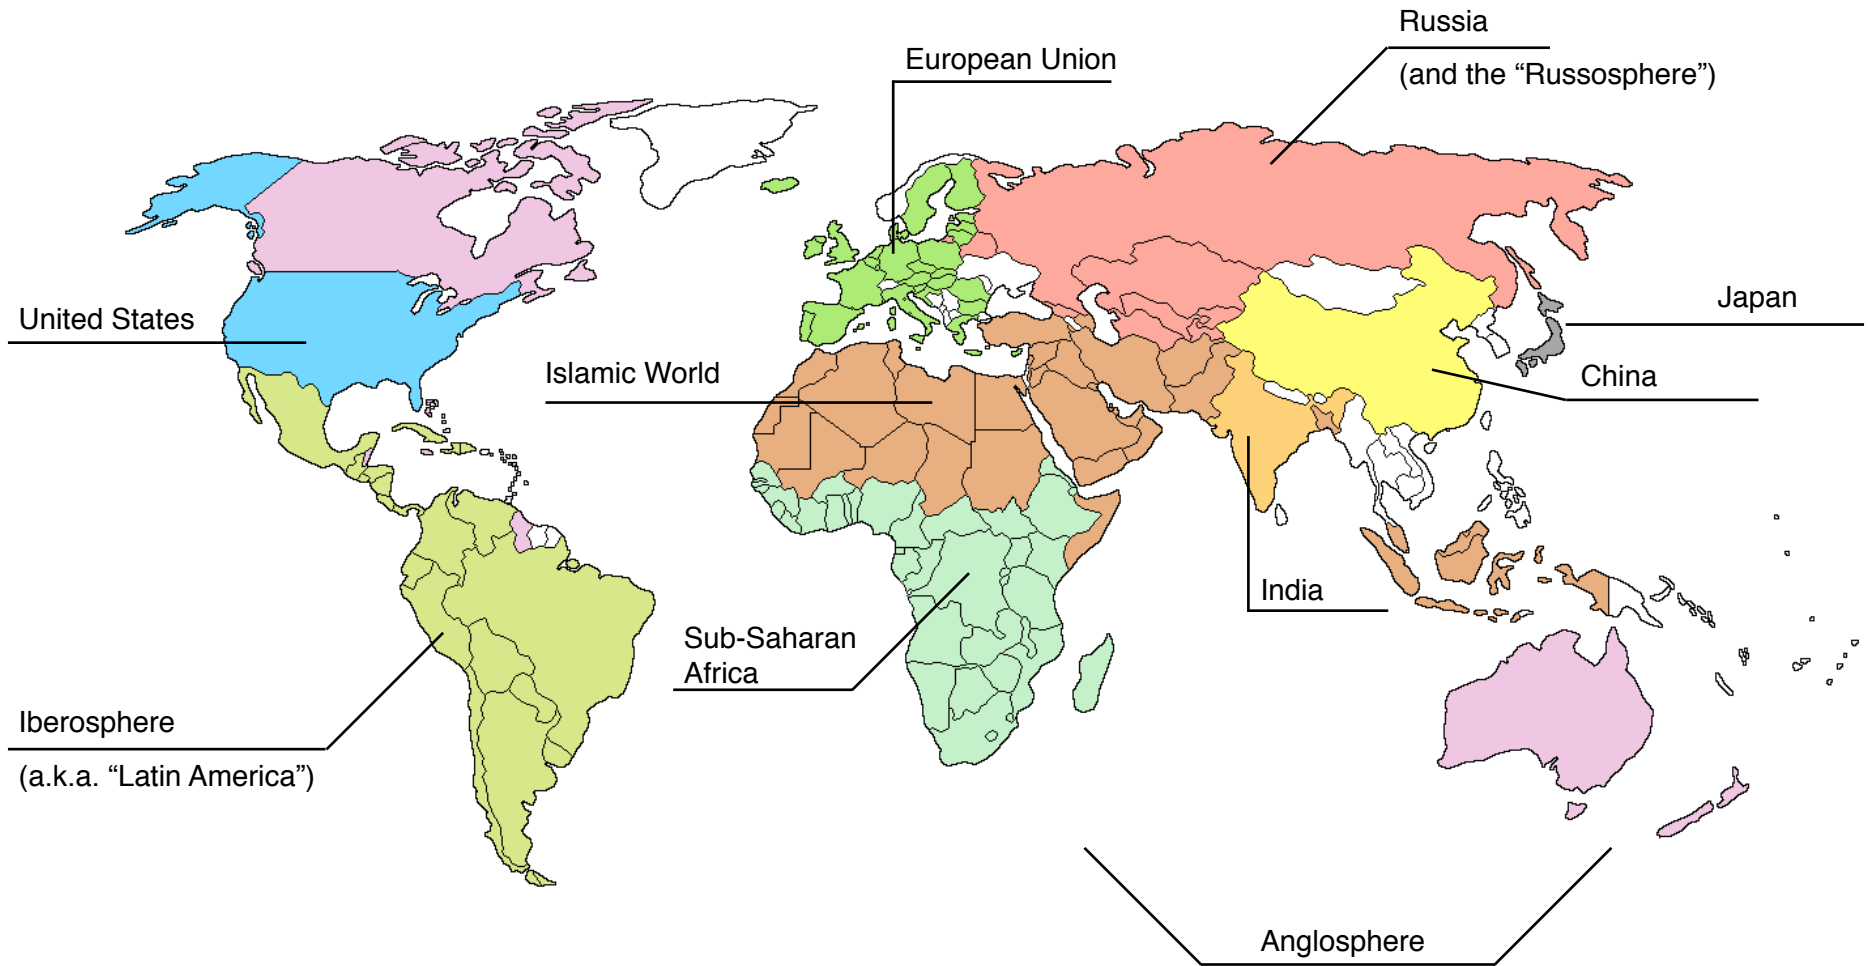 Russia
(and the “Russosphere”)
European Union
Japan
United States
Islamic World
China
India
Sub-Saharan
Africa
Iberosphere
(a.k.a. “Latin America”)
Anglosphere